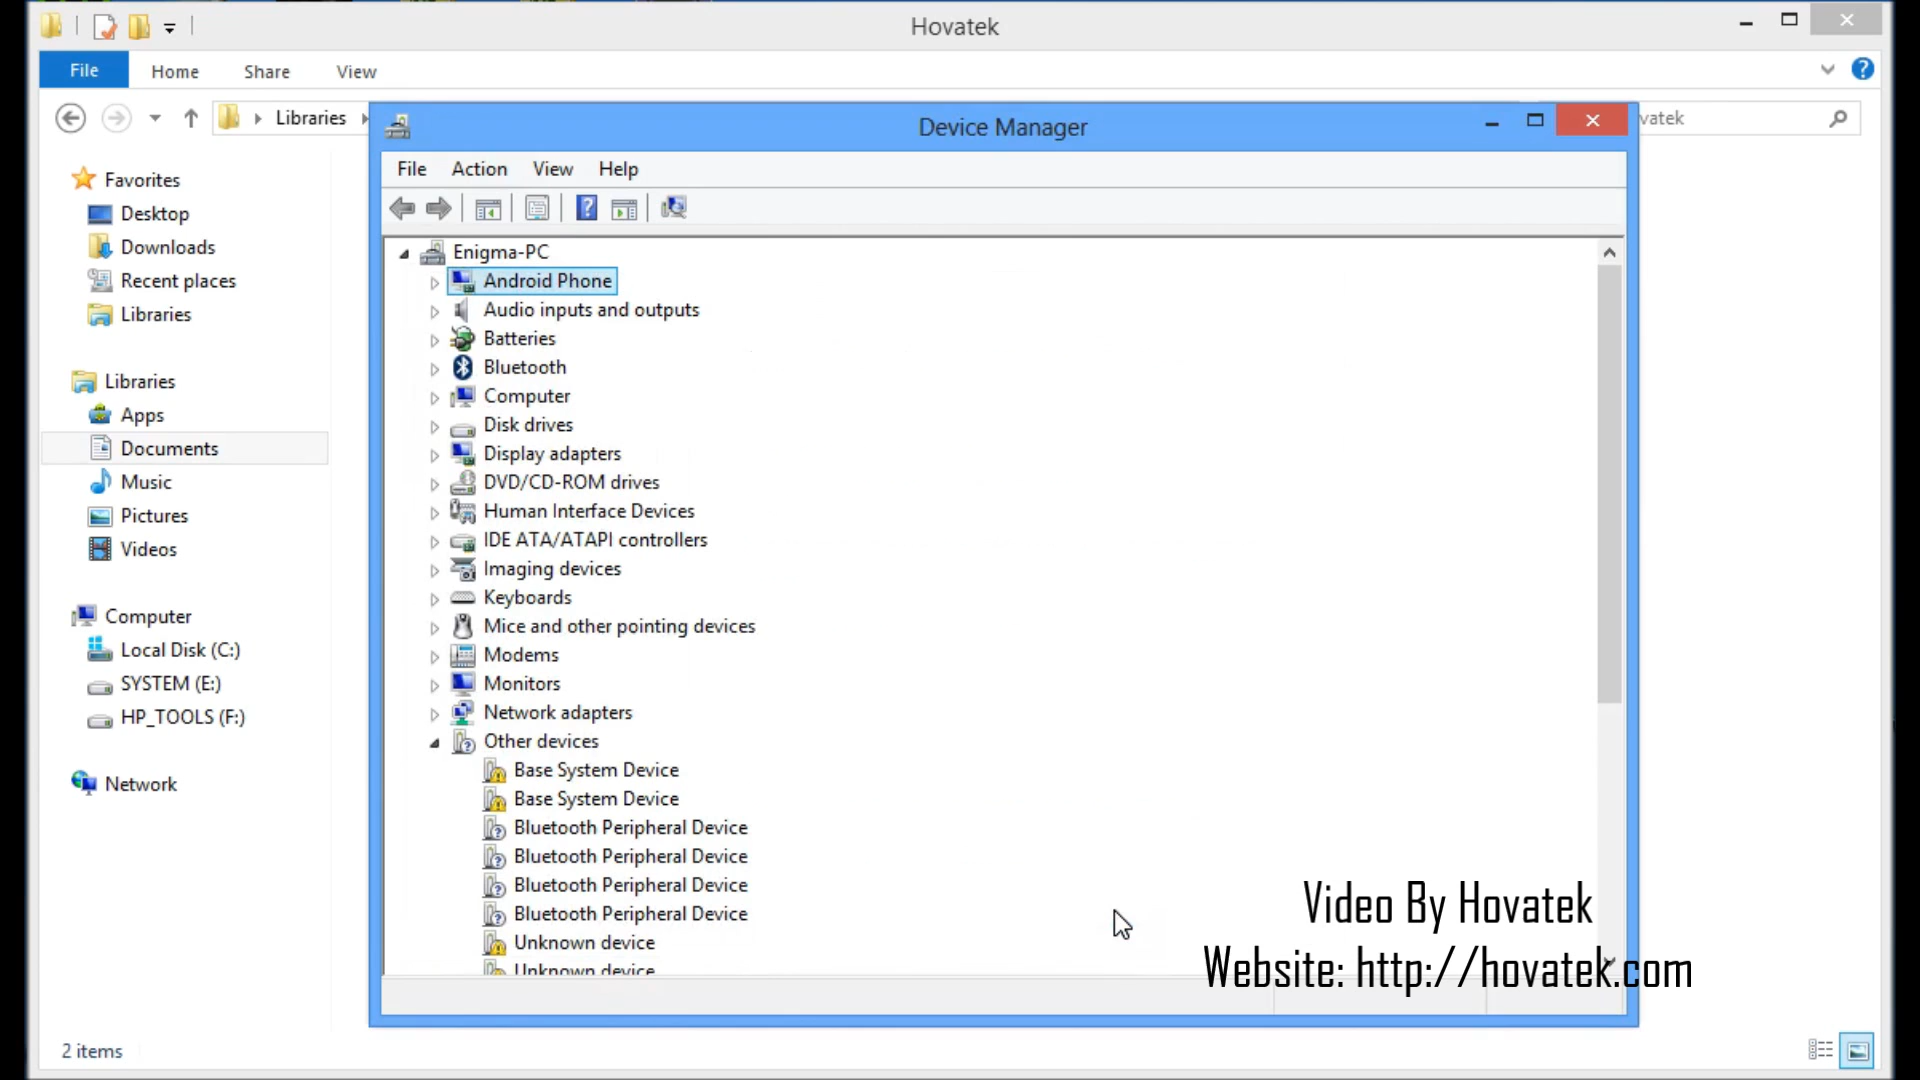 Hovatek
File
Home
Share
View
Libraries
vatek
Favorites
Desktop
Downloads
Recent places
Libraries
Libraries
Apps
Documents
Music
Pictures
Videos
Computer
Local Disk (C:)
SYSTEM (E:)
HP_TOOLS (F:)
Network
2 items
Device Manager
File
Action
View
Help
Enigma-PC
Android Phone
Audio inputs and outputs
Batteries
Bluetooth
Computer
Disk drives
Display adapters
DVD/CD-ROM drives
Human Interface Devices
IDE ATA/ATAPI controllers
Imaging devices
Keyboards
Mice and other pointing devices
Modems
Monitors
Network adapters
Other devices
Base System Device
Base System Device
Bluetooth Peripheral Device
Bluetooth Peripheral Device
Bluetooth Peripheral Device
Bluetooth Peripheral Device
Unknown device
Unknown device
Video By Hovatek
Website: http://hovatek.com